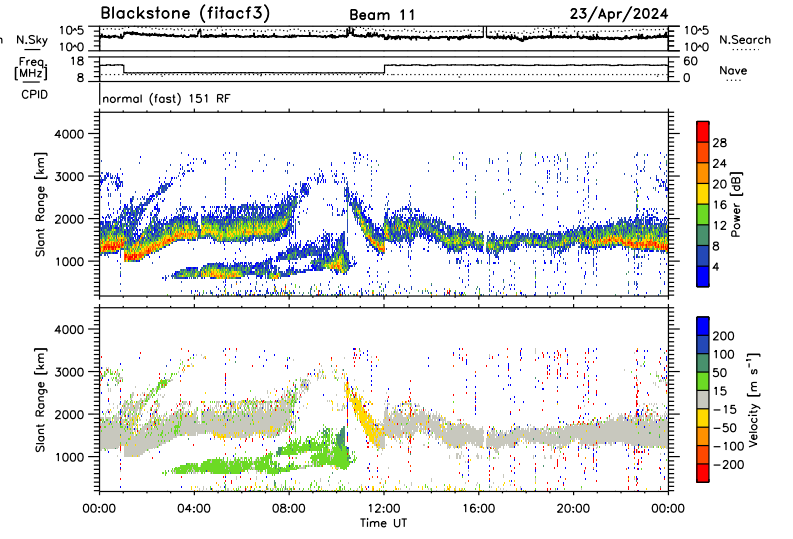 Blackstone (fitacf3) Beam 11 23/Apr/2024
N.Sky 10^5 10^5 N.Search
10^0 10^0
Freq. 18 60
[MHz] 8 0 Nave
CPID normal (fast) 151 RF
Slant Range [km]
4000
3000
2000
1000
28
24
20
16
12
8
4
Power [dB]
Slant Range [km]
4000
3000
2000
1000
200
100
50
15
-15
-50
-100
-200
Velocity [m s^-1]
00:00 04:00 08:00 12:00 16:00 20:00 00:00
Time UT